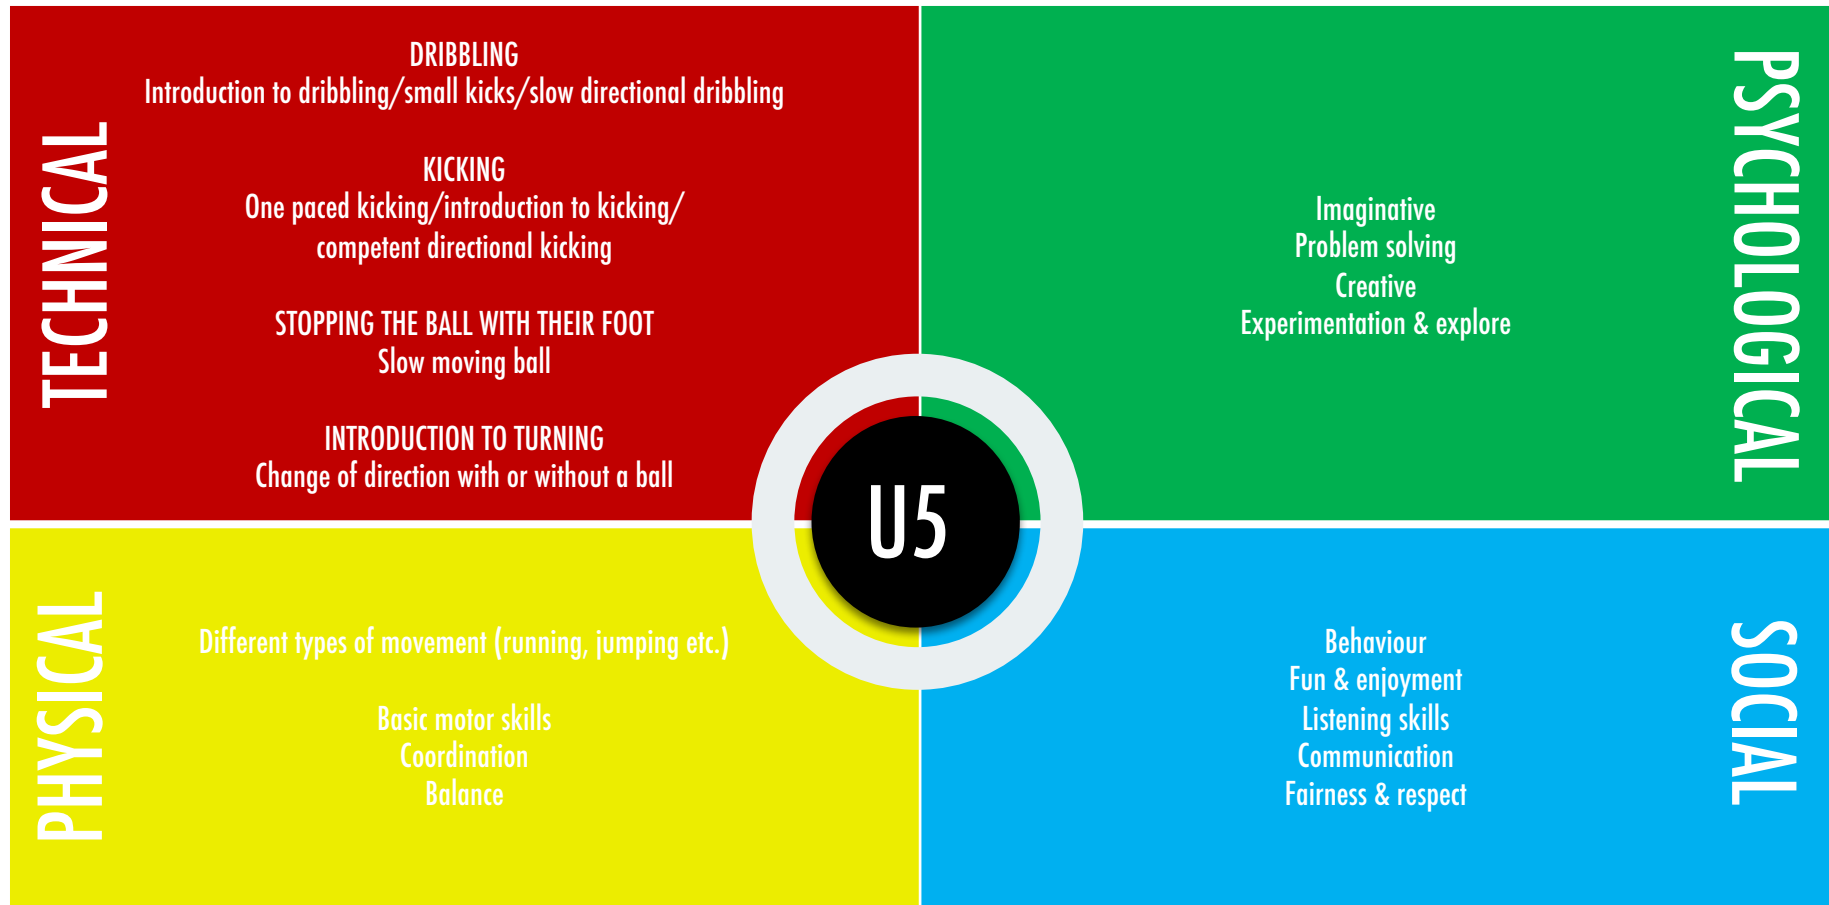 TECHNICAL
DRIBBLING
Introduction to dribbling/small kicks/slow directional dribbling
KICKING
One paced kicking/introduction to kicking/
competent directional kicking
STOPPING THE BALL WITH THEIR FOOT
Slow moving ball
INTRODUCTION TO TURNING
Change of direction with or without a ball
PSYCHOLOGICAL
Imaginative
Problem solving
Creative
Experimentation & explore
U5
PHYSICAL
Different types of movement (running, jumping etc.)
Basic motor skills
Coordination
Balance
SOCIAL
Behaviour
Fun & enjoyment
Listening skills
Communication
Fairness & respect